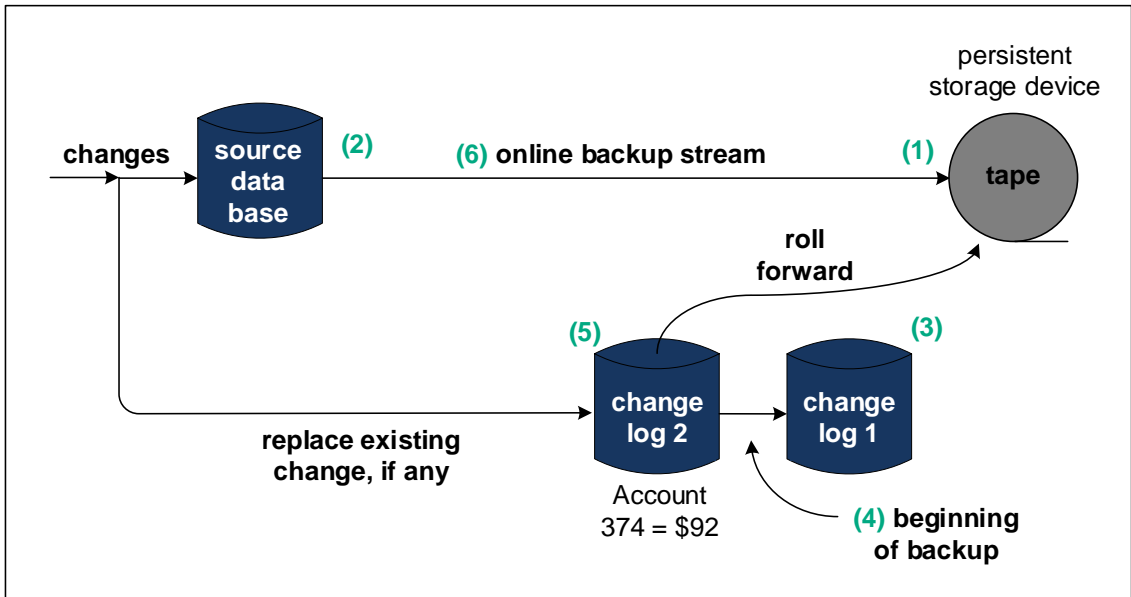 persistent
storage device
changes
source
data
base
(2)
(6) online backup stream
(1)
tape
roll
forward
(5)
(3)
change
log 2
change
log 1
replace existing
change, if any
Account
374 = $92
(4) beginning
of backup